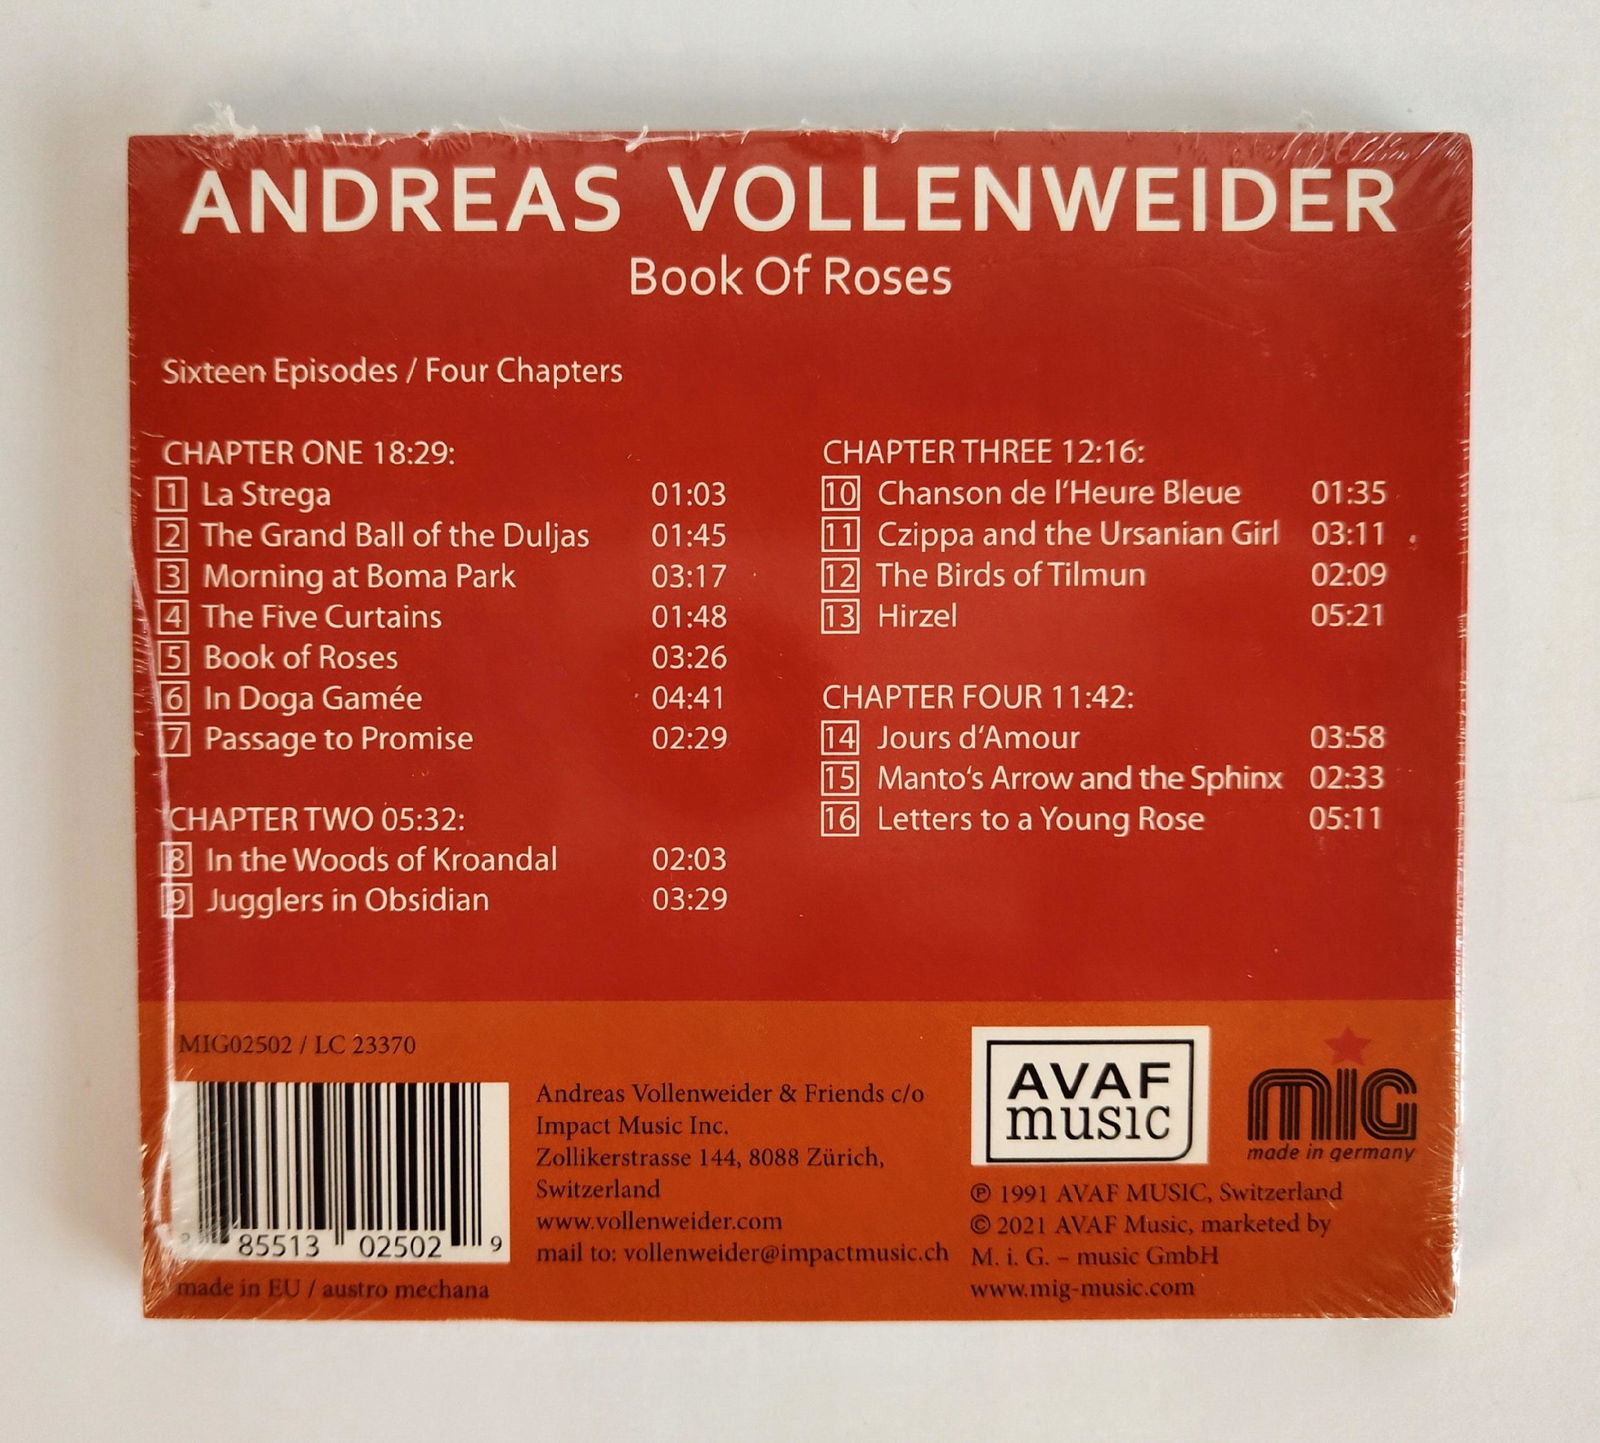 ANDREAS VOLLENWEIDER
Book Of Roses
Sixteen Episodes / Four Chapters
CHAPTER ONE 18:29:
1 La Strega 01:03
2 The Grand Ball of the Duljas 01:45
3 Morning at Boma Park 03:17
4 The Five Curtains 01:48
5 Book of Roses 03:26
6 In Doga Gamée 04:41
7 Passage to Promise 02:29
CHAPTER TWO 05:32:
8 In the Woods of Kroandal 02:03
9 Jugglers in Obsidian 03:29
CHAPTER THREE 12:16:
10 Chanson de l'Heure Bleue 01:35
11 Czippa and the Ursanian Girl 03:11
12 The Birds of Tilmun 02:09
13 Hirzel 05:21
CHAPTER FOUR 11:42:
14 Jours d‘Amour 03:58
15 Manto‘s Arrow and the Sphinx 02:33
16 Letters to a Young Rose 05:11
MIG02502 / LC 23370
8 85513 02502 9
made in EU / austro mechana
Andreas Vollenweider & Friends c/o
Impact Music Inc.
Zollikerstrasse 144, 8088 Zürich,
Switzerland
www.vollenweider.com
mail to: vollenweider@impactmusic.ch
AVAF
music
mig
made in germany
℗ 1991 AVAF MUSIC, Switzerland
© 2021 AVAF Music, marketed by
M. i. G. – music GmbH
www.mig-music.com